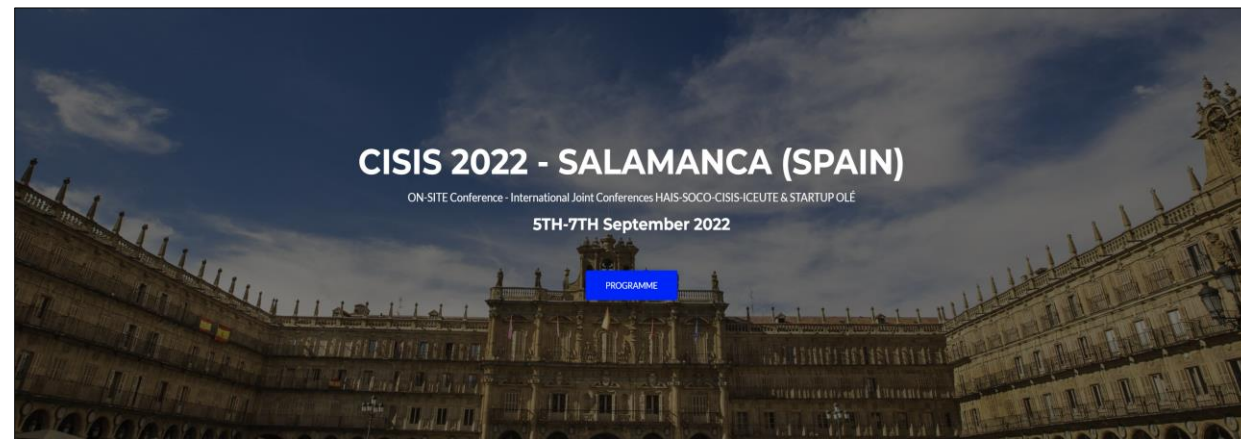 CISIS 2022 - SALAMANCA (SPAIN)
ON-SITE Conference - International Joint Conferences HAIS-SOCO-CISIS-ICEUTE & STARTUP OLÉ
5TH-7TH September 2022
PROGRAMME